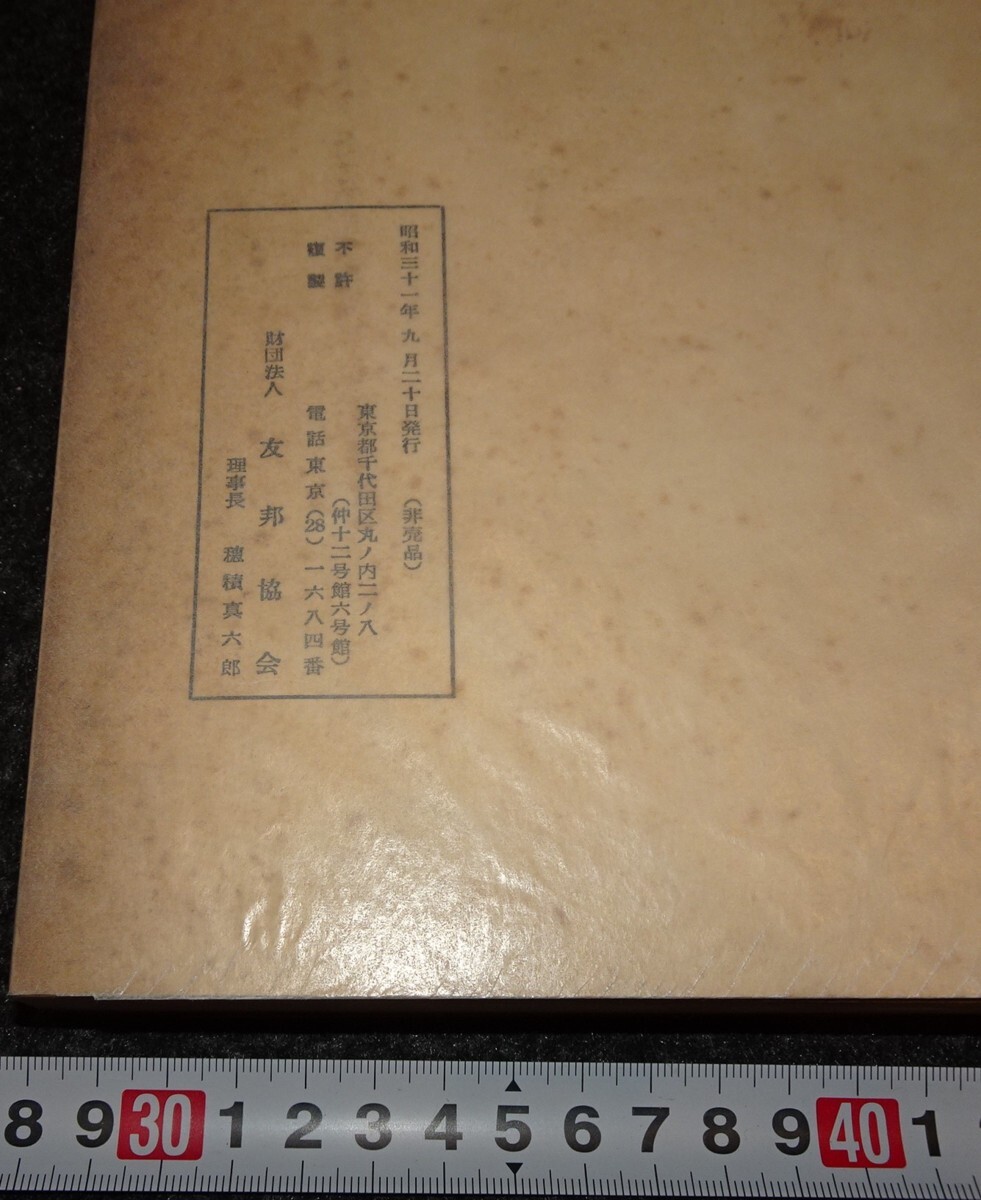 昭和三十一年九月二十日発行 (非売品)
不許
複製
東京都千代田区丸ノ内二ノ八
(仲十二号館六号館)
電話東京(28)一六八四番
財団法人 友邦協会
理事長 穂積真六郎
8 9 30 1 2 3 4 5 6 7 8 9 40 1